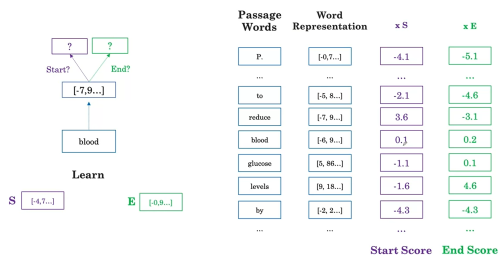 ?
?
Start?
End?
[-7,9...]
blood
Learn
S
[-4,7...]
E
[-0,9...]
Passage Words
Word Representation
x S
x E
P.
[-0,7...]
-4.1
-5.1
...
...
...
...
to
[-5, 8...]
-2.1
-4.6
reduce
[-7, 9...]
3.6
-3.1
blood
[-6, 9...]
0.1
0.2
glucose
[5, 86...]
-1.1
0.1
levels
[9, 18...]
-1.6
4.6
by
[-2, 2...]
-4.3
-4.3
...
...
...
...
Start Score
End Score